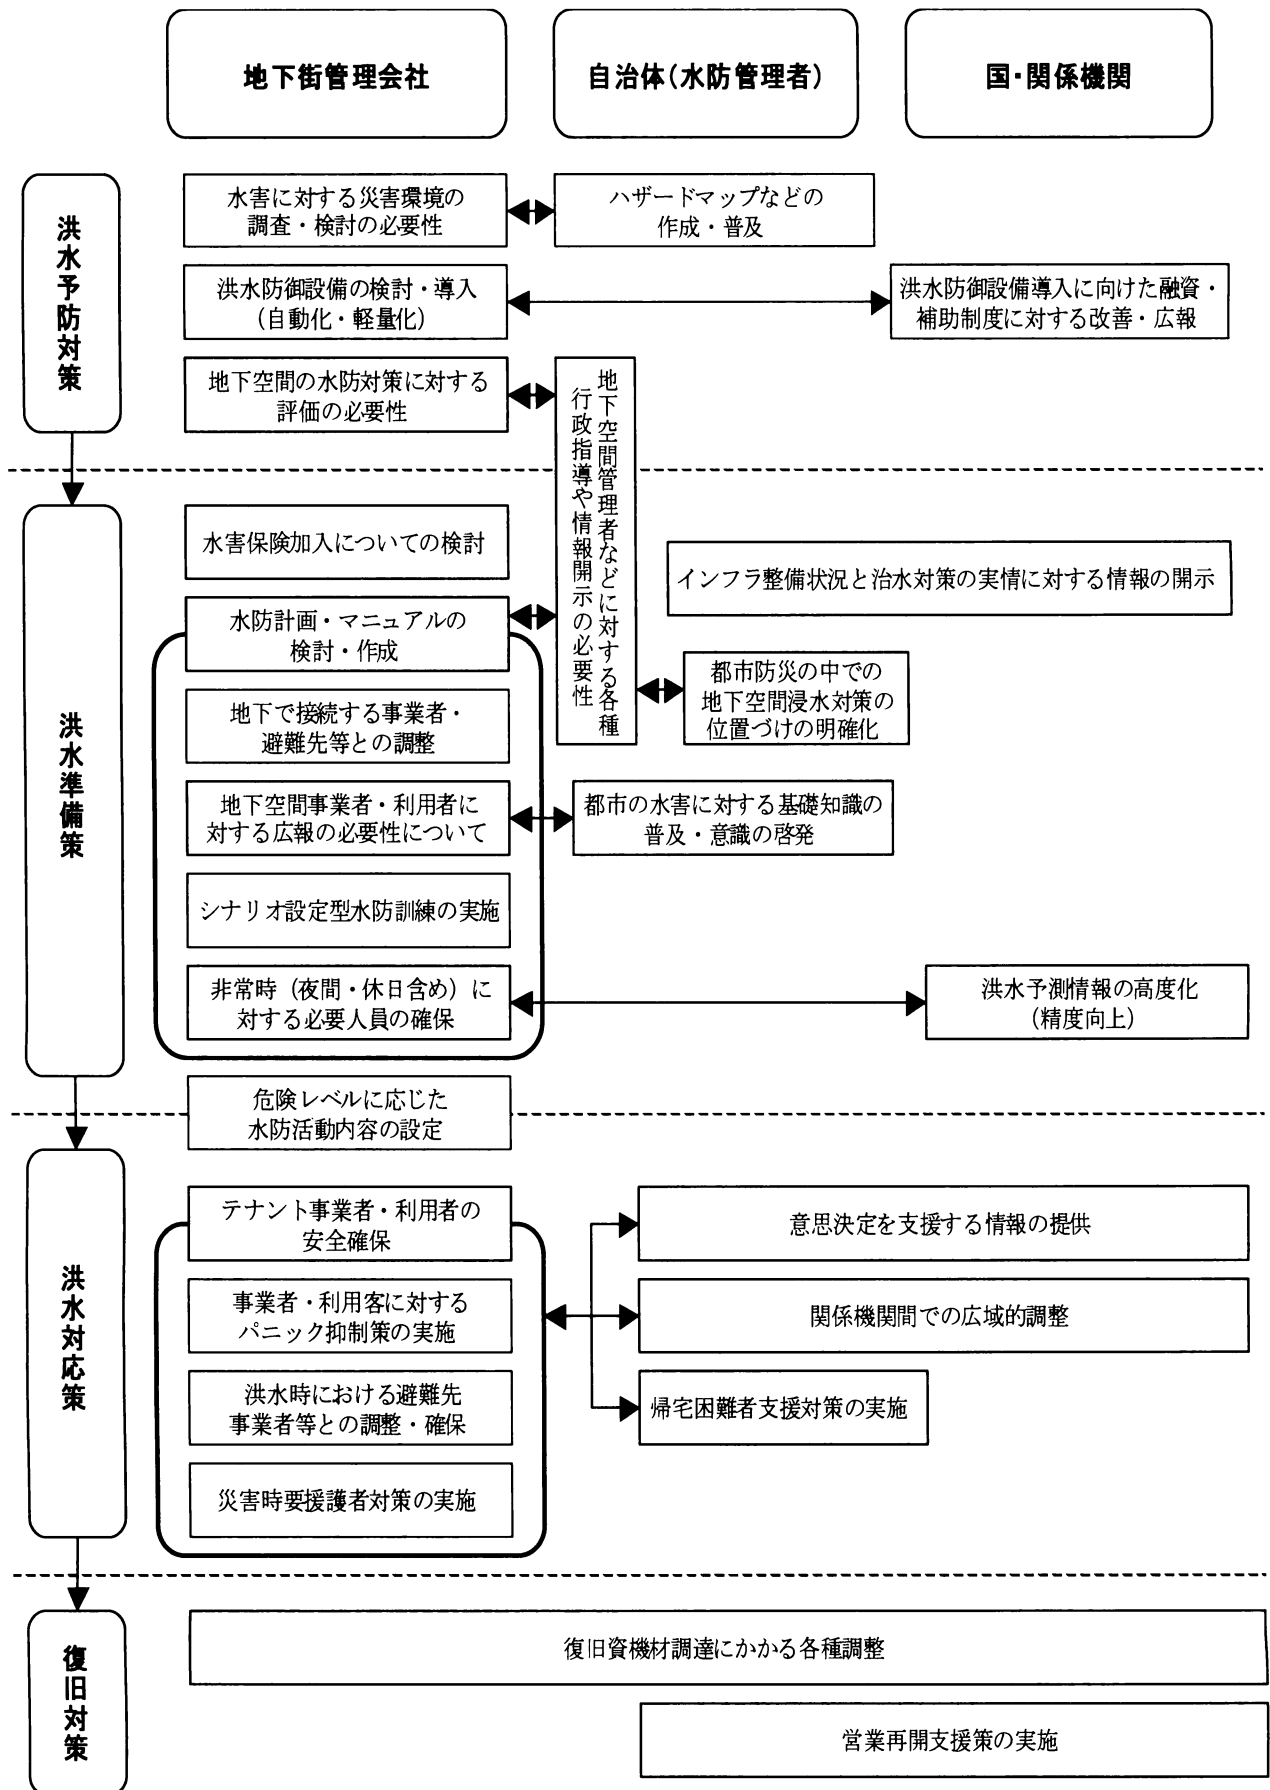 地下街管理会社
自治体(水防管理者)
国・関係機関
洪水予防対策
水害に対する災害環境の
調査・検討の必要性
ハザードマップなどの
作成・普及
洪水防御設備の検討・導入
(自動化・軽量化)
洪水防御設備導入に向けた融資・
補助制度に対する改善・広報
地下空間の水防対策に対する
評価の必要性
地下空間管理者などに対する各種
行政指導や情報開示の必要性
洪水準備策
水害保険加入についての検討
インフラ整備状況と治水対策の実情に対する情報の開示
水防計画・マニュアルの
検討・作成
都市防災の中での
地下空間浸水対策の
位置づけの明確化
地下で接続する事業者・
避難先等との調整
地下空間事業者・利用者に
対する広報の必要性について
都市の水害に対する基礎知識の
普及・意識の啓発
シナリオ設定型水防訓練の実施
非常時（夜間・休日含め）に
対する必要人員の確保
洪水予測情報の高度化
(精度向上)
危険レベルに応じた
水防活動内容の設定
洪水対応策
テナント事業者・利用者の
安全確保
意思決定を支援する情報の提供
事業者・利用客に対する
パニック抑制策の実施
関係機関間での広域的調整
洪水時における避難先
事業者等との調整・確保
帰宅困難者支援対策の実施
災害時要援護者対策の実施
復旧対策
復旧資機材調達にかかる各種調整
営業再開支援策の実施